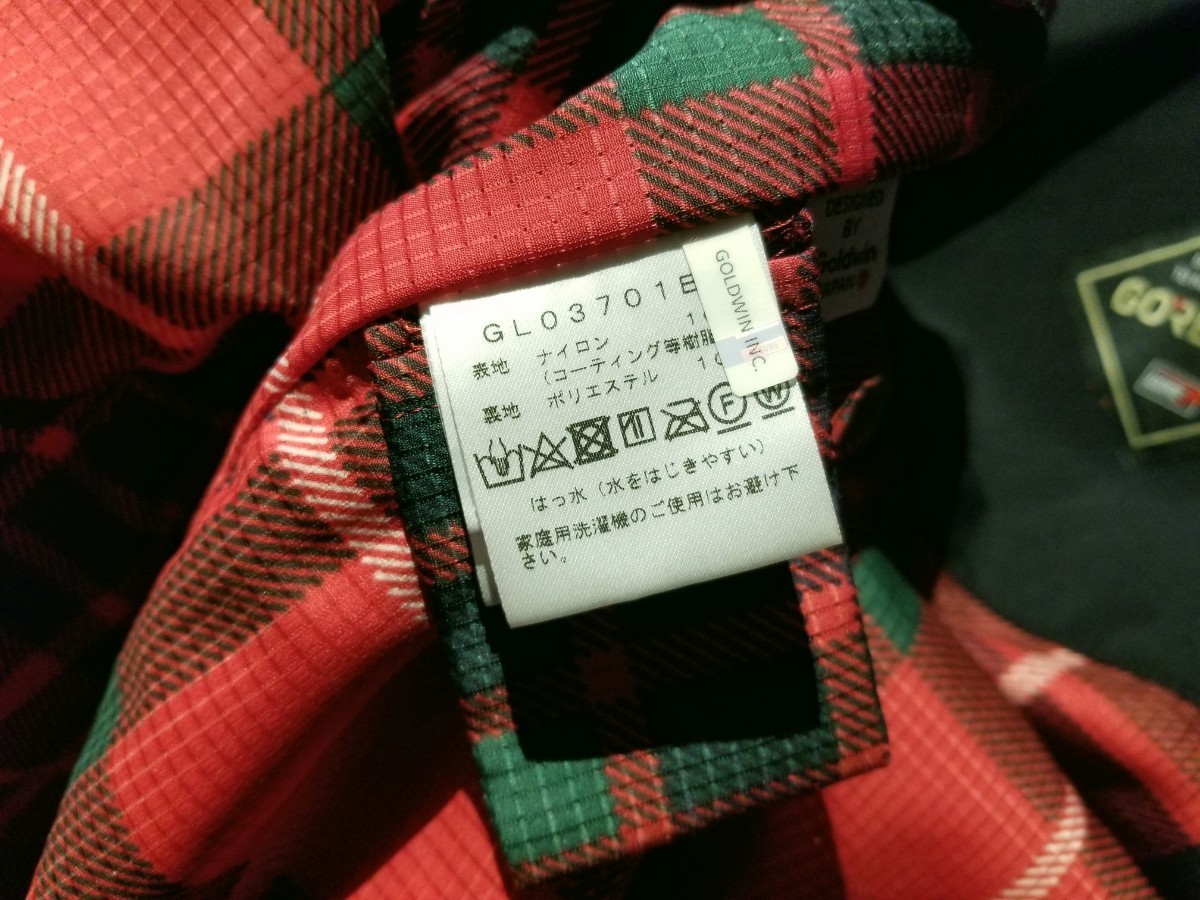 GL03701
表地 ナイロン
(コーティング等樹脂
裏地 ポリエステル
F
W
はっ水(水をはじきやすい)
家庭用洗濯機のご使用はお避け下
さい。
GOLDWIN INC
DESIGNED
BY
Goldwin
JAPAN